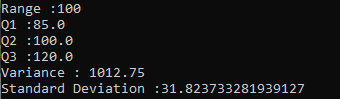 Range :100
Q1 :85.0
Q2 :100.0
Q3 :120.0
Variance : 1012.75
Standard Deviation :31.823733281939127